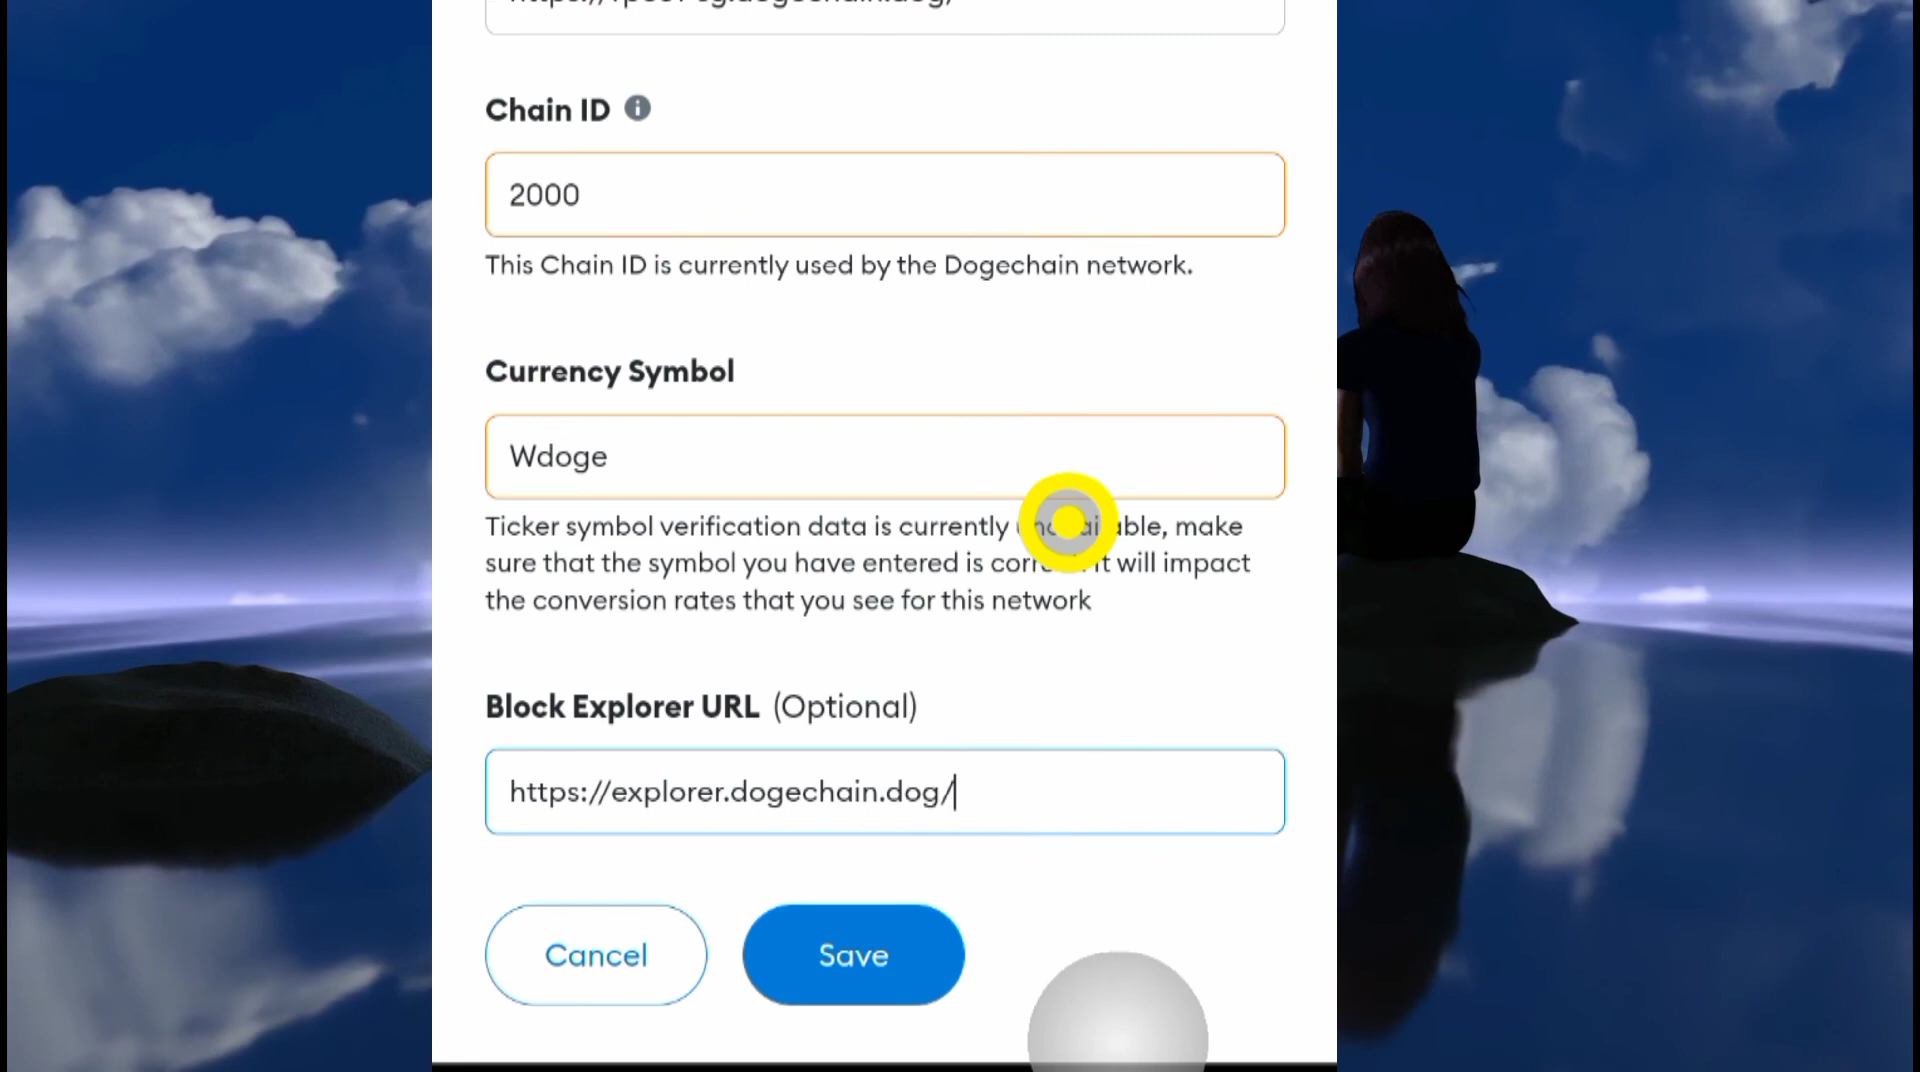 Chain ID
2000
This Chain ID is currently used by the Dogechain network.
Currency Symbol
Wdoge
Ticker symbol verification data is currently make
sure that the symbol you have entered is will impact
the conversion rates that you see for this network
Block Explorer URL (Optional)
https://explorer.dogechain.dog/
Cancel
Save